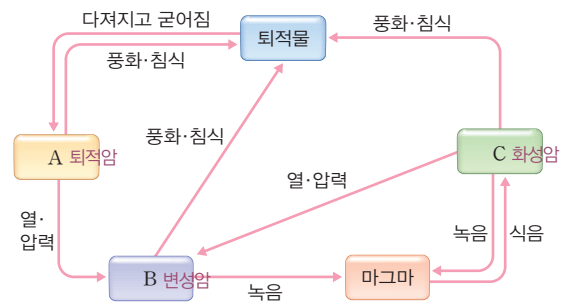 다져지고 굳어짐
풍화·침식
퇴적물
풍화·침식
A 퇴적암
풍화·침식
C 화성암
열·압력
열·
압력
녹음
식음
B 변성암
녹음
마그마